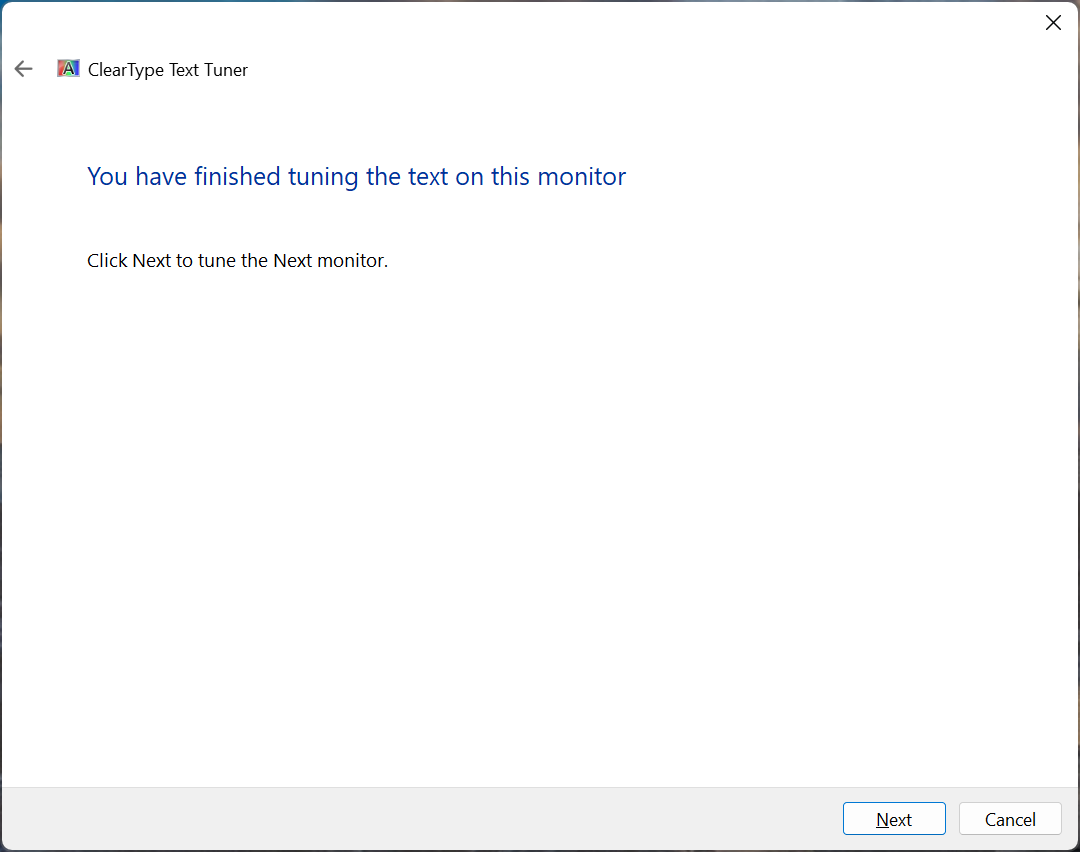 ClearType Text Tuner
You have finished tuning the text on this monitor
Click Next to tune the Next monitor.
Next Cancel